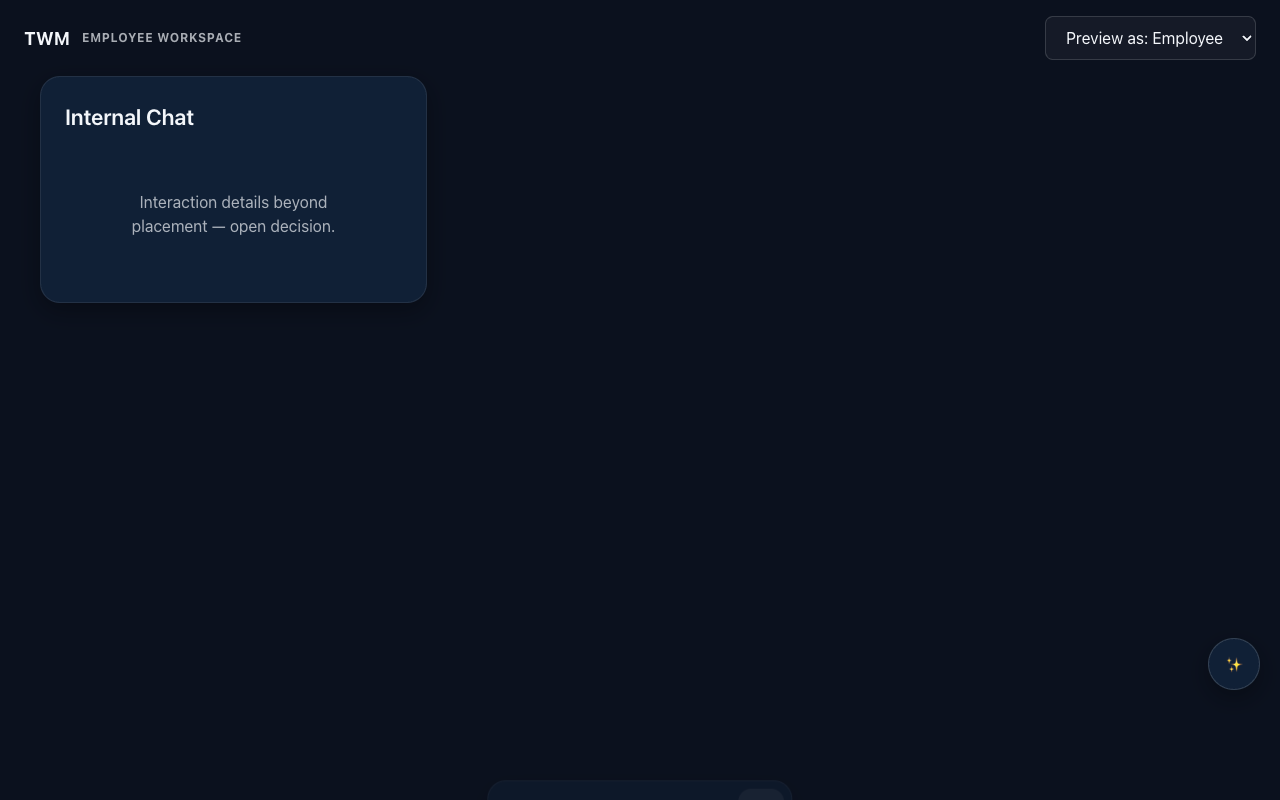 TWM EMPLOYEE WORKSPACE
Preview as: Employee
Internal Chat
Interaction details beyond
placement — open decision.